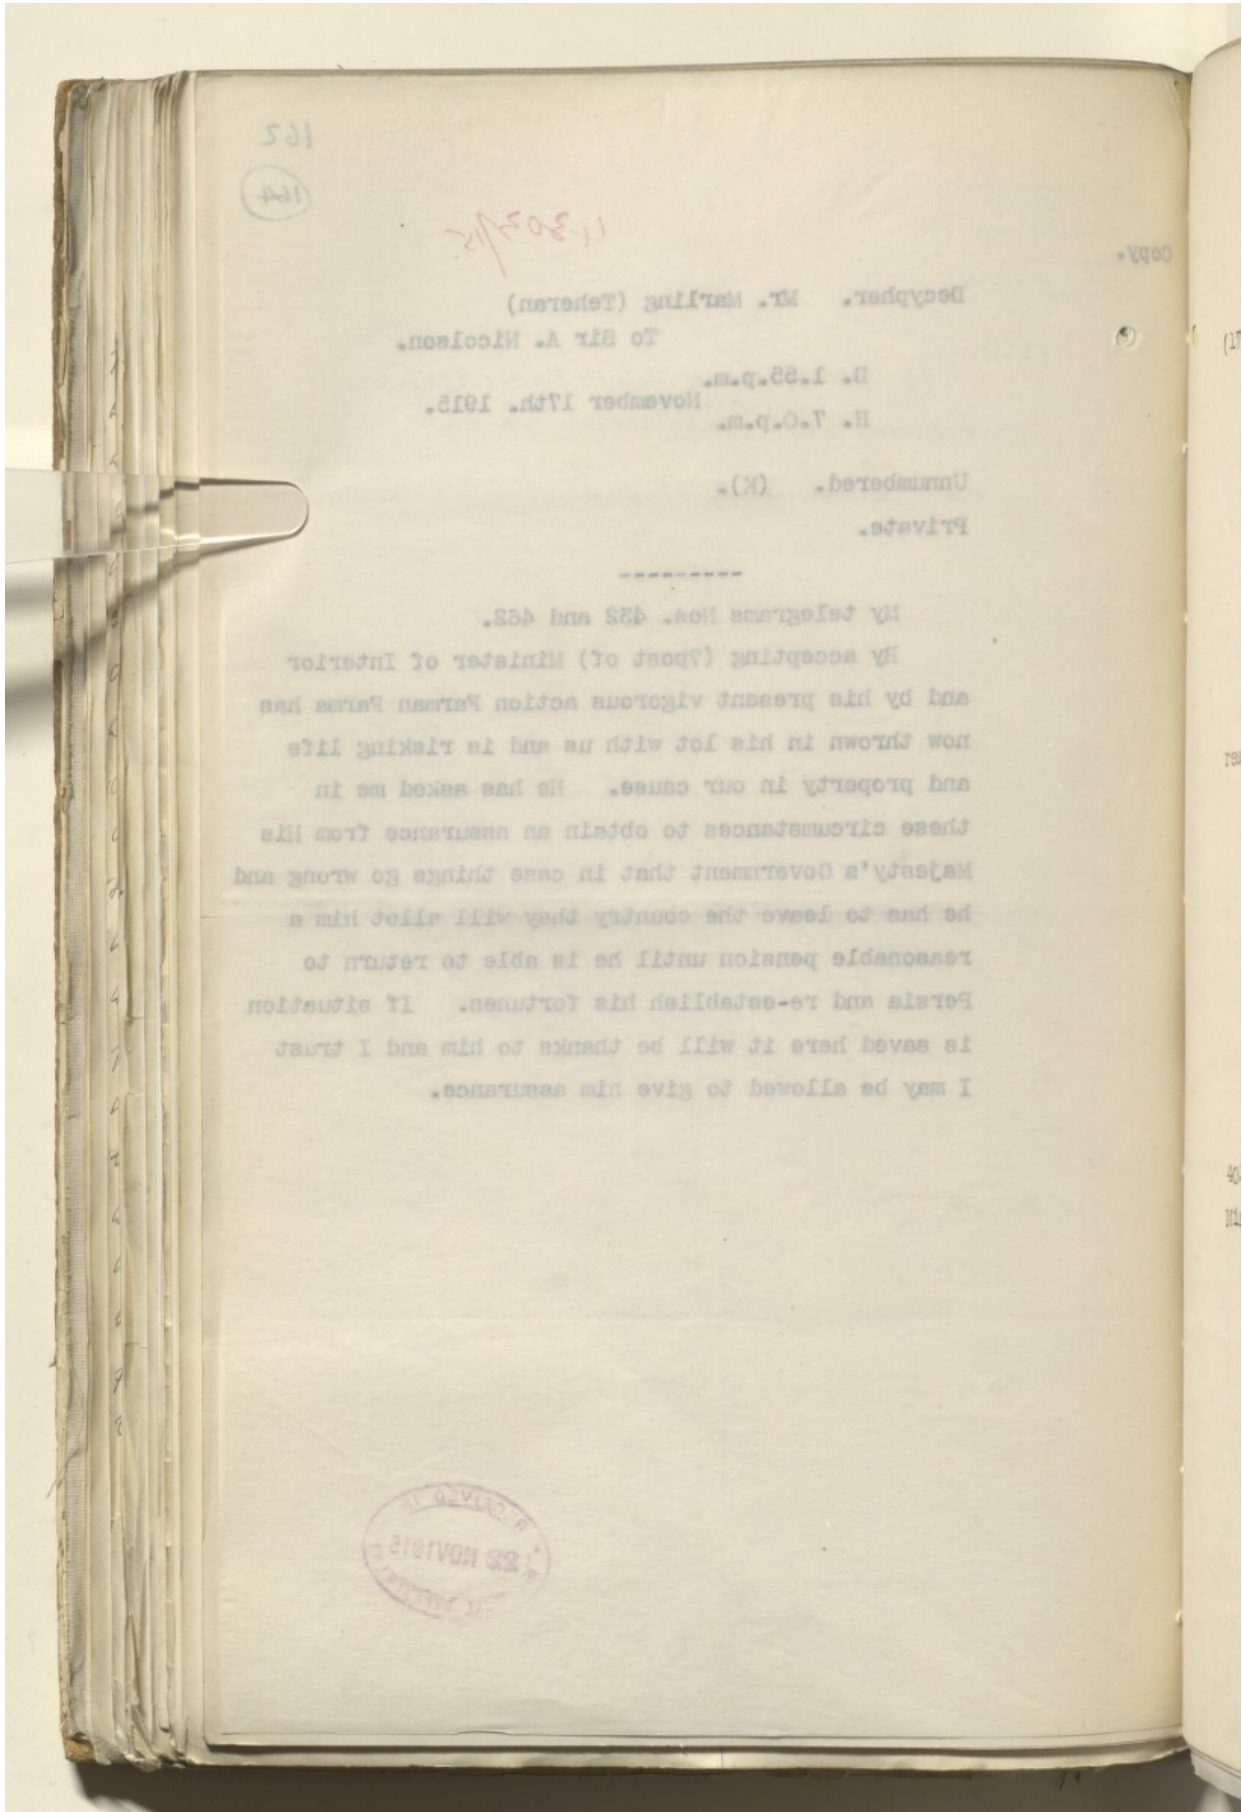 162
164
Copy.
Decypher. Mr. Marling (Teheran)
To Sir A. Nicolson.
D. 1.55.p.m.
November 17th. 1915.
R. 7.0.p.m.
Unnumbered. (K).
Private.
---------
My telegrams Nos. 432 and 462.
By accepting (?post of) Minister of Interior
and by his present vigorous action Farman Farma has
now thrown in his lot with us and is risking life
and property in our cause. He has asked me in
these circumstances to obtain an assurance from His
Majesty's Government that in case things go wrong and
he has to leave the country they will allot him a
reasonable pension until he is able to return to
Persia and re-establish his fortunes. If situation
is saved here it will be thanks to him and I trust
I may be allowed to give him assurance.
RECEIVED
22 NOV 1915
(17